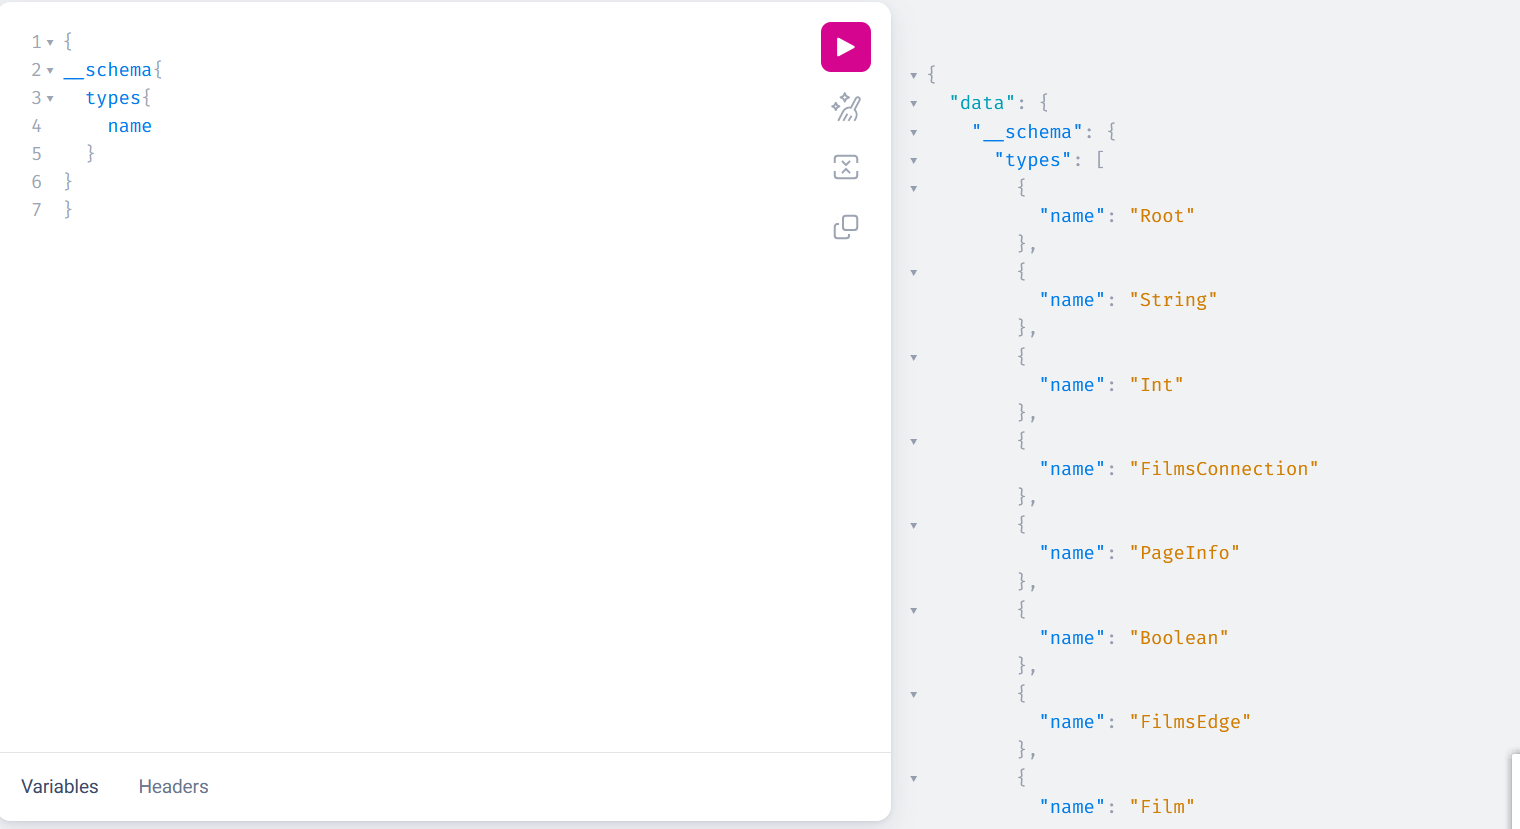 1 {
2 __schema{
3 types{
4 name
5 }
6 }
7 }
Variables Headers
{
"data": {
"__schema": {
"types": [
{
"name": "Root"
},
{
"name": "String"
},
{
"name": "Int"
},
{
"name": "FilmsConnection"
},
{
"name": "PageInfo"
},
{
"name": "Boolean"
},
{
"name": "FilmsEdge"
},
{
"name": "Film"